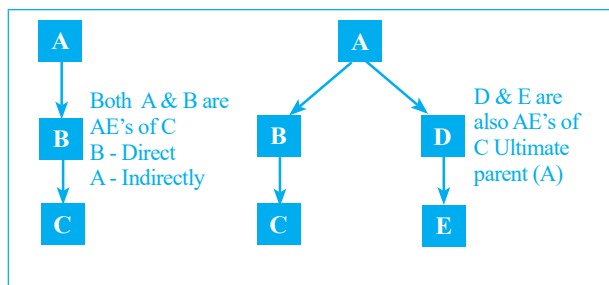 A
Both A & B are
AE's of C
B - Direct
A - Indirectly
B
C
A
B
D
D & E are
also AE's of
C Ultimate
parent (A)
C
E